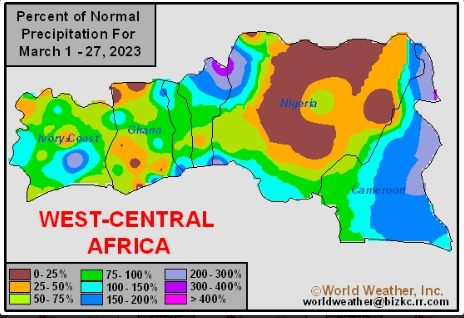 Percent of Normal
Precipitation For
March 1 - 27, 2023
Nigeria
Ivory Coast
Ghana
Cameroon
WEST-CENTRAL
AFRICA
0 - 25%
75 - 100%
200 - 300%
25 - 50%
100 - 150%
300 - 400%
50 - 75%
150 - 200%
> 400%
©World Weather, Inc.
worldweather@bizkc.rr.com